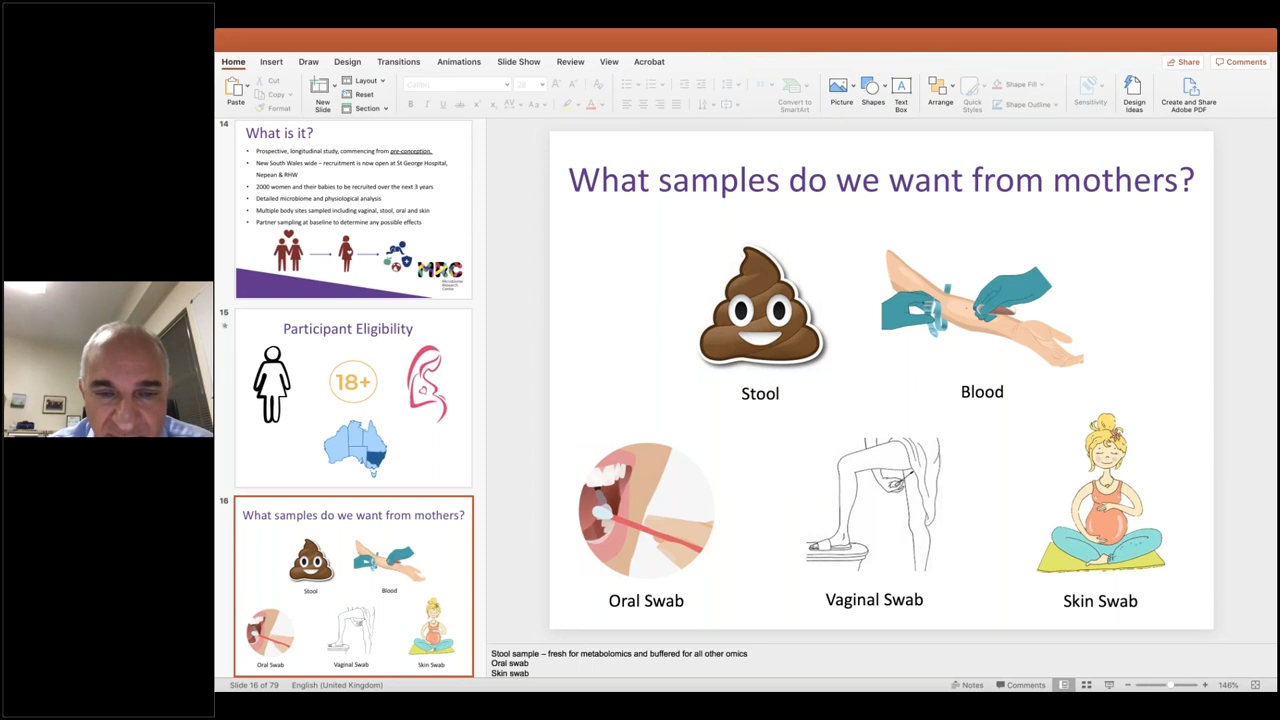 Home Insert Draw Design Transitions Animations Slide Show Review View Acrobat Share Comments
Paste
Cut
Copy
Format
New Slide
Layout
Reset
Section
Calibri 28
Convert to SmartArt
Picture
Shapes
Text Box
Arrange
Quick Styles
Shape Fill
Shape Outline
Sensitivity
Design Ideas
Create and Share Adobe PDF
14
What is it?
• Prospective, longitudinal study, commencing from pre-conception.
• New South Wales wide – recruitment is now open at St George Hospital,
Nepean & RHW
• 2000 women and their babies to be recruited over the next 3 years
• Detailed microbiome and physiological analysis
• Multiple body sites sampled including vaginal, stool, oral and skin
• Partner sampling at baseline to determine any possible effects
MRC
Microbiome
Research
Centre
15
Participant Eligibility
18+
16
What samples do we want from mothers?
Stool Blood
Oral Swab Vaginal Swab Skin Swab
What samples do we want from mothers?
Stool
Blood
Oral Swab
Vaginal Swab
Skin Swab
Stool sample – fresh for metabolomics and buffered for all other omics
Oral swab
Skin swab
Slide 16 of 79 English (United Kingdom) Notes Comments 146%